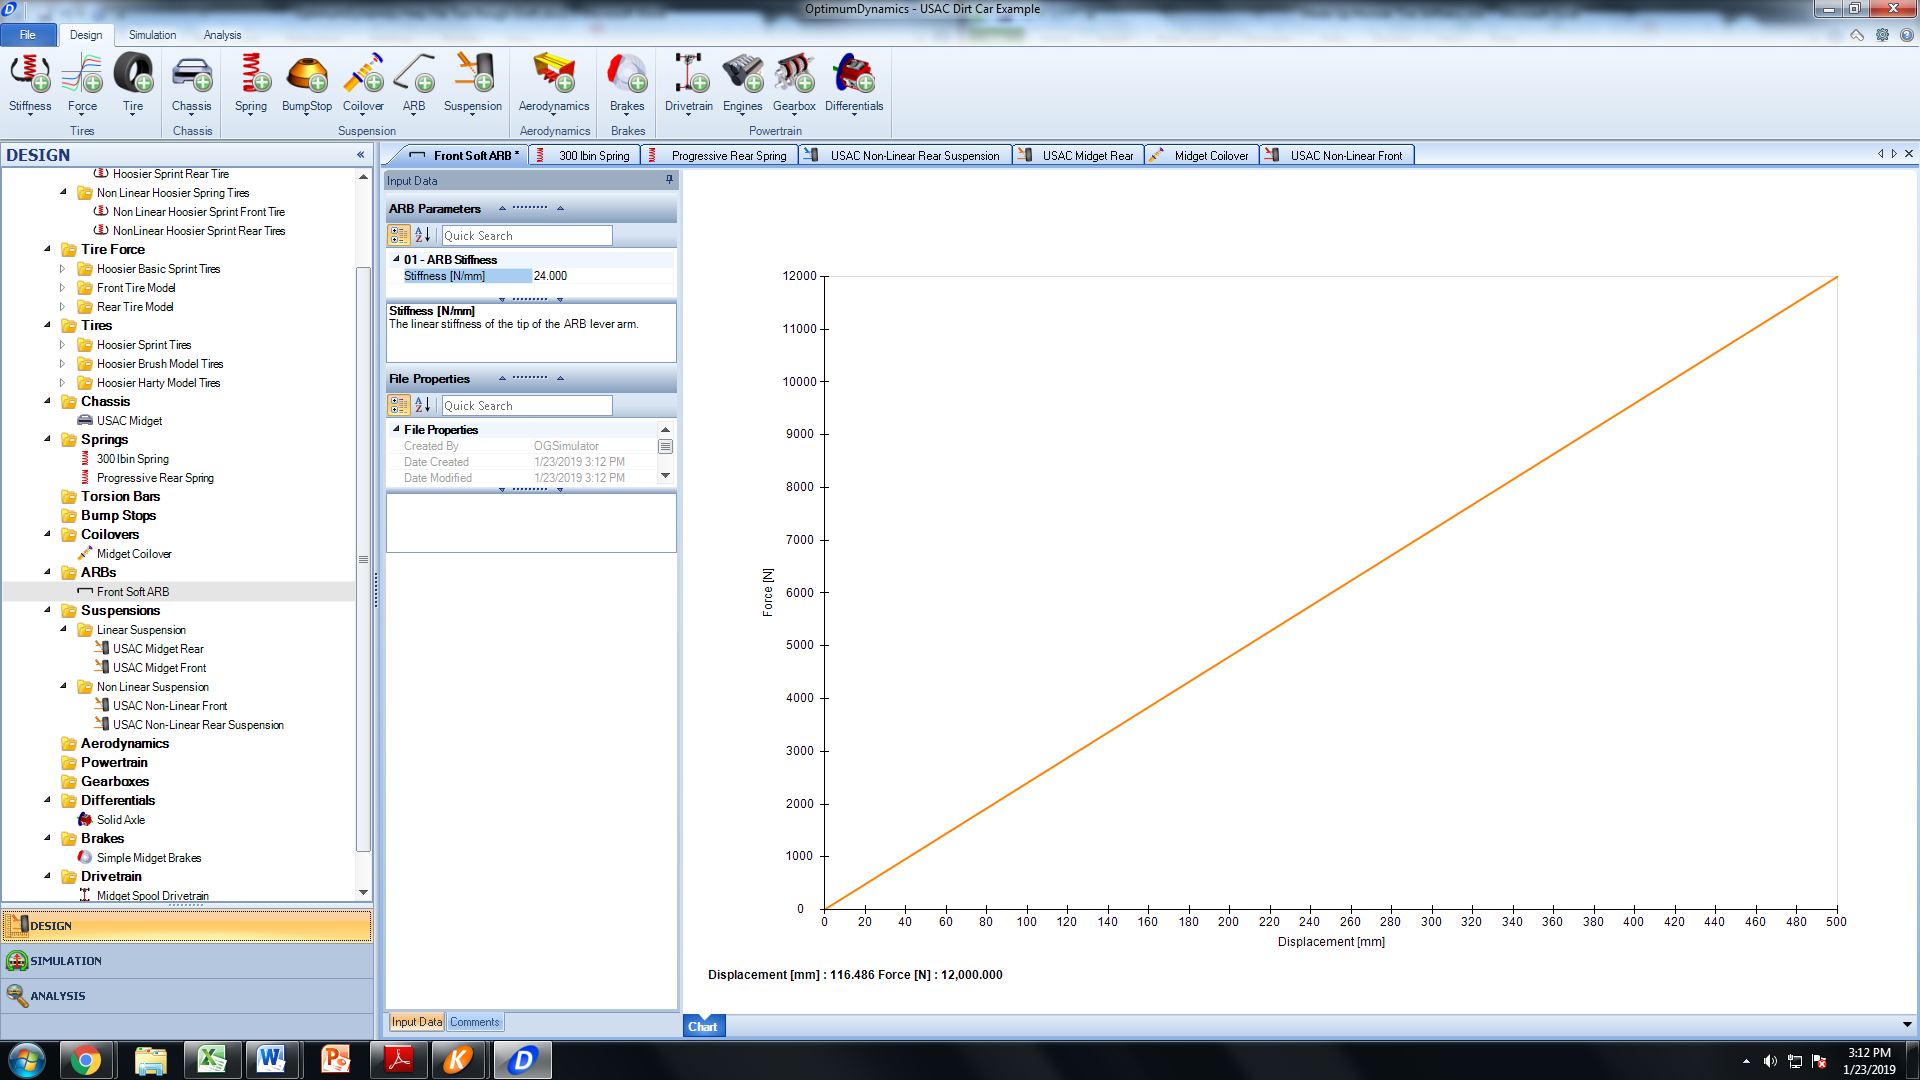 OptimumDynamics - USAC Dirt Car Example
File Design Simulation Analysis
Stiffness Force Tire Chassis Spring BumpStop Coilover ARB Suspension Aerodynamics Brakes Drivetrain Engines Gearbox Differentials
Tires Chassis Suspension Aerodynamics Brakes Powertrain
DESIGN «
Hoosier Sprint Rear Tire
Non Linear Hoosier Spring Tires
Non Linear Hoosier Sprint Front Tire
NonLinear Hoosier Sprint Rear Tires
Tire Force
Hoosier Basic Sprint Tires
Front Tire Model
Rear Tire Model
Tires
Hoosier Sprint Tires
Hoosier Brush Model Tires
Hoosier Harty Model Tires
Chassis
USAC Midget
Springs
300 lbin Spring
Progressive Rear Spring
Torsion Bars
Bump Stops
Coilovers
Midget Coilover
ARBs
Front Soft ARB
Suspensions
Linear Suspension
USAC Midget Rear
USAC Midget Front
Non Linear Suspension
USAC Non-Linear Front
USAC Non-Linear Rear Suspension
Aerodynamics
Powertrain
Gearboxes
Differentials
Solid Axle
Brakes
Simple Midget Brakes
Drivetrain
Midget Spool Drivetrain
DESIGN
SIMULATION
ANALYSIS
Front Soft ARB * 300 lbin Spring Progressive Rear Spring USAC Non-Linear Rear Suspension USAC Midget Rear Midget Coilover USAC Non-Linear Front
Input Data
ARB Parameters
Quick Search
01 - ARB Stiffness
Stiffness [N/mm] 24.000
Stiffness [N/mm]
The linear stiffness of the tip of the ARB lever arm.
File Properties
Quick Search
File Properties
Created By OGSimulator
Date Created 1/23/2019 3:12 PM
Date Modified 1/23/2019 3:12 PM
Input Data Comments
12000
11000
10000
9000
8000
7000
6000
5000
4000
3000
2000
1000
0
Force [N]
0 20 40 60 80 100 120 140 160 180 200 220 240 260 280 300 320 340 360 380 400 420 440 460 480 500
Displacement [mm]
Displacement [mm] : 116.486 Force [N] : 12,000.000
Chart
3:12 PM
1/23/2019